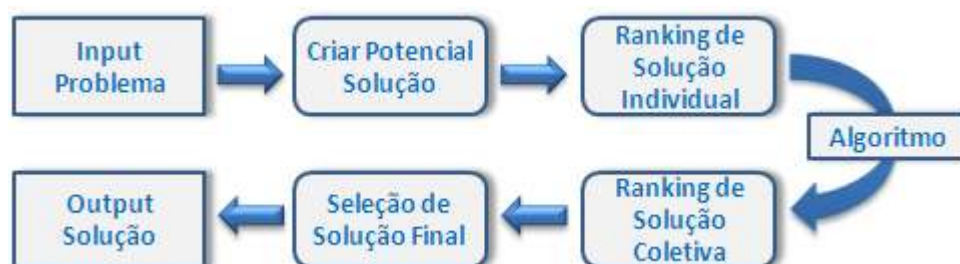 Input
Problema
Criar Potencial
Solução
Ranking de
Solução
Individual
Algoritmo
Ranking de
Solução
Coletiva
Seleção de
Solução Final
Output
Solução